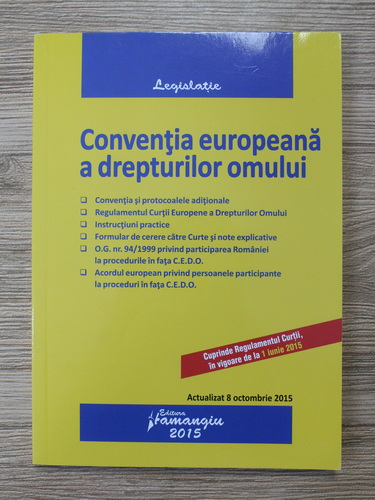 Legislație
Convenția europeană
a drepturilor omului
Convenția și protocoalele adiționale
Regulamentul Curții Europene a Drepturilor Omului
Instrucțiuni practice
Formular de cerere către Curte și note explicative
O.G. nr. 94/1999 privind participarea României
la procedurile în fața C.E.D.O.
Acordul european privind persoanele participante
la proceduri în fața C.E.D.O.
Cuprinde Regulamentul Curții,
în vigoare de la 1 iunie 2015
Actualizat 8 octombrie 2015
Editura
Hamangiu
2015